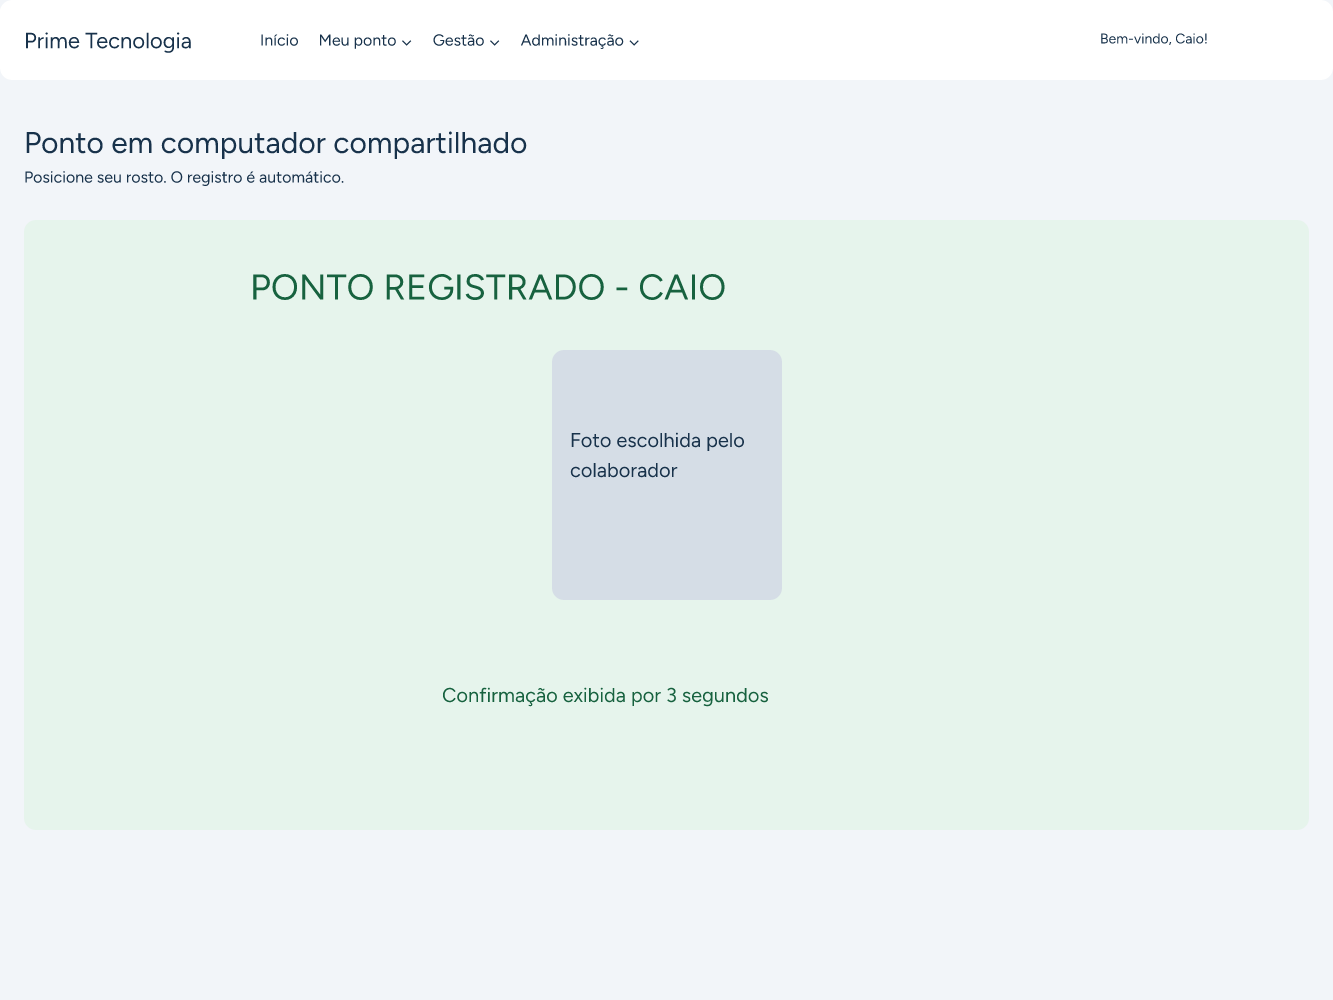 Prime Tecnologia
Início Meu ponto Gestão Administração
Bem-vindo, Caio!
Ponto em computador compartilhado
Posicione seu rosto. O registro é automático.
PONTO REGISTRADO - CAIO
Foto escolhida pelo
colaborador
Confirmação exibida por 3 segundos